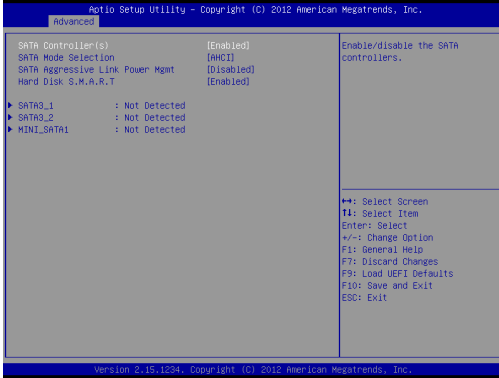 Aptio Setup Utility – Copyright (C) 2012 American Megatrends, Inc.
Advanced
SATA Controller(s) [Enabled]
SATA Mode Selection [AHCI]
SATA Aggressive Link Power Mgmt [Disabled]
Hard Disk S.M.A.R.T [Enabled]
SATA3_1 : Not Detected
SATA3_2 : Not Detected
MINI_SATA1 : Not Detected
Enable/disable the SATA
controllers.
↔: Select Screen
↑↓: Select Item
Enter: Select
+/-: Change Option
F1: General Help
F7: Discard Changes
F9: Load UEFI Defaults
F10: Save and Exit
ESC: Exit
Version 2.15.1234. Copyright (C) 2012 American Megatrends, Inc.